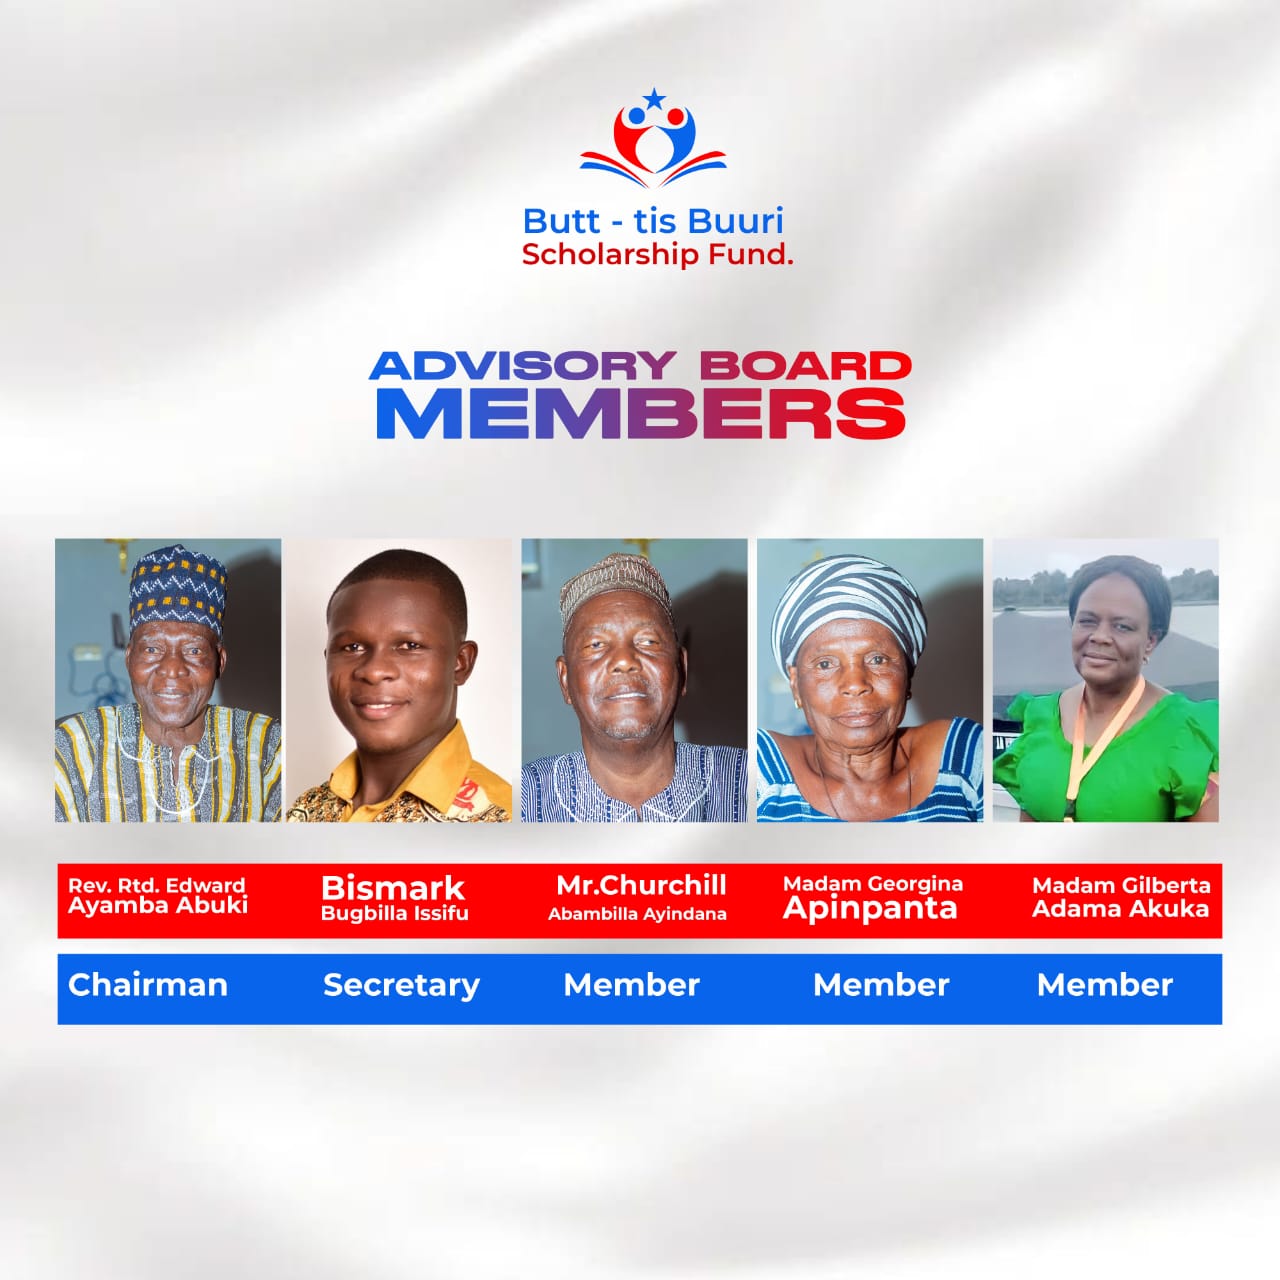 Butt - tis Buuri
Scholarship Fund.
ADVISORY BOARD
MEMBERS
Rev. Rtd. Edward
Ayamba Abuki
Bismark
Bugbilla Issifu
Mr.Churchill
Abambilla Ayindana
Madam Georgina
Apinpanta
Madam Gilberta
Adama Akuka
Chairman
Secretary
Member
Member
Member